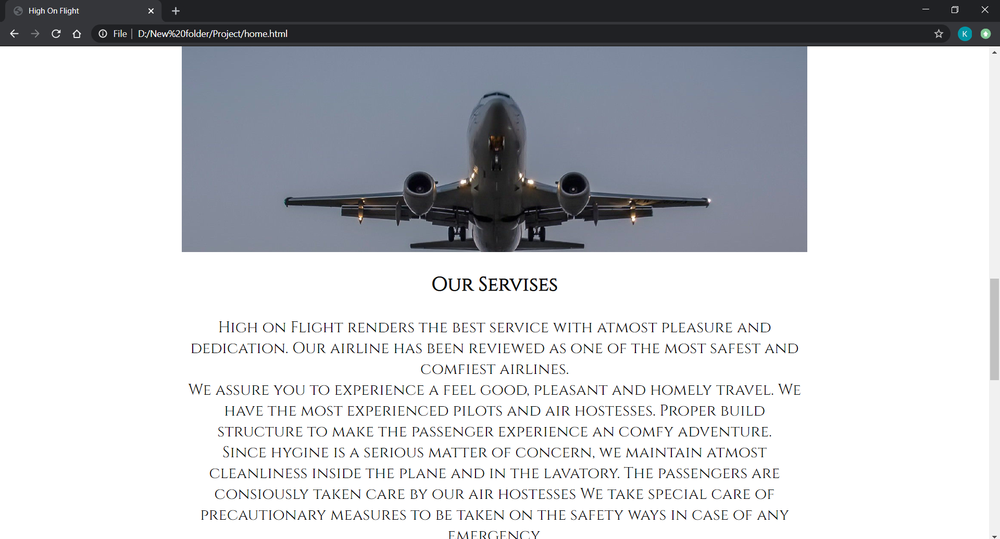 High On Flight
File | D:/New%20folder/Project/home.html
K
Our Servises
High on Flight renders the best service with atmost pleasure and
dedication. Our airline has been reviewed as one of the most safest and
comfiest airlines.
We assure you to experience a feel good, pleasant and homely travel. We
have the most experienced pilots and air hostesses. Proper build
structure to make the passenger experience an comfy adventure.
Since hygine is a serious matter of concern, we maintain atmost
cleanliness inside the plane and in the lavatory. The passengers are
consiously taken care by our air hostesses We take special care of
precautionary measures to be taken on the safety ways in case of any
emergency